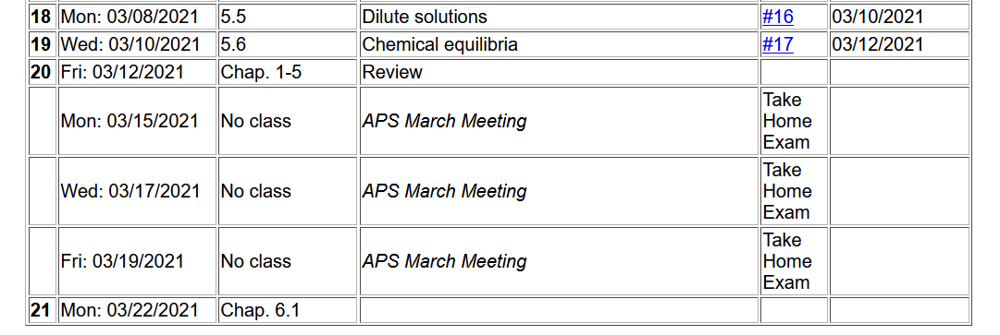 18 Mon: 03/08/2021 5.5 Dilute solutions #16 03/10/2021
19 Wed: 03/10/2021 5.6 Chemical equilibria #17 03/12/2021
20 Fri: 03/12/2021 Chap. 1-5 Review
Mon: 03/15/2021 No class APS March Meeting Take
Home
Exam
Wed: 03/17/2021 No class APS March Meeting Take
Home
Exam
Fri: 03/19/2021 No class APS March Meeting Take
Home
Exam
21 Mon: 03/22/2021 Chap. 6.1